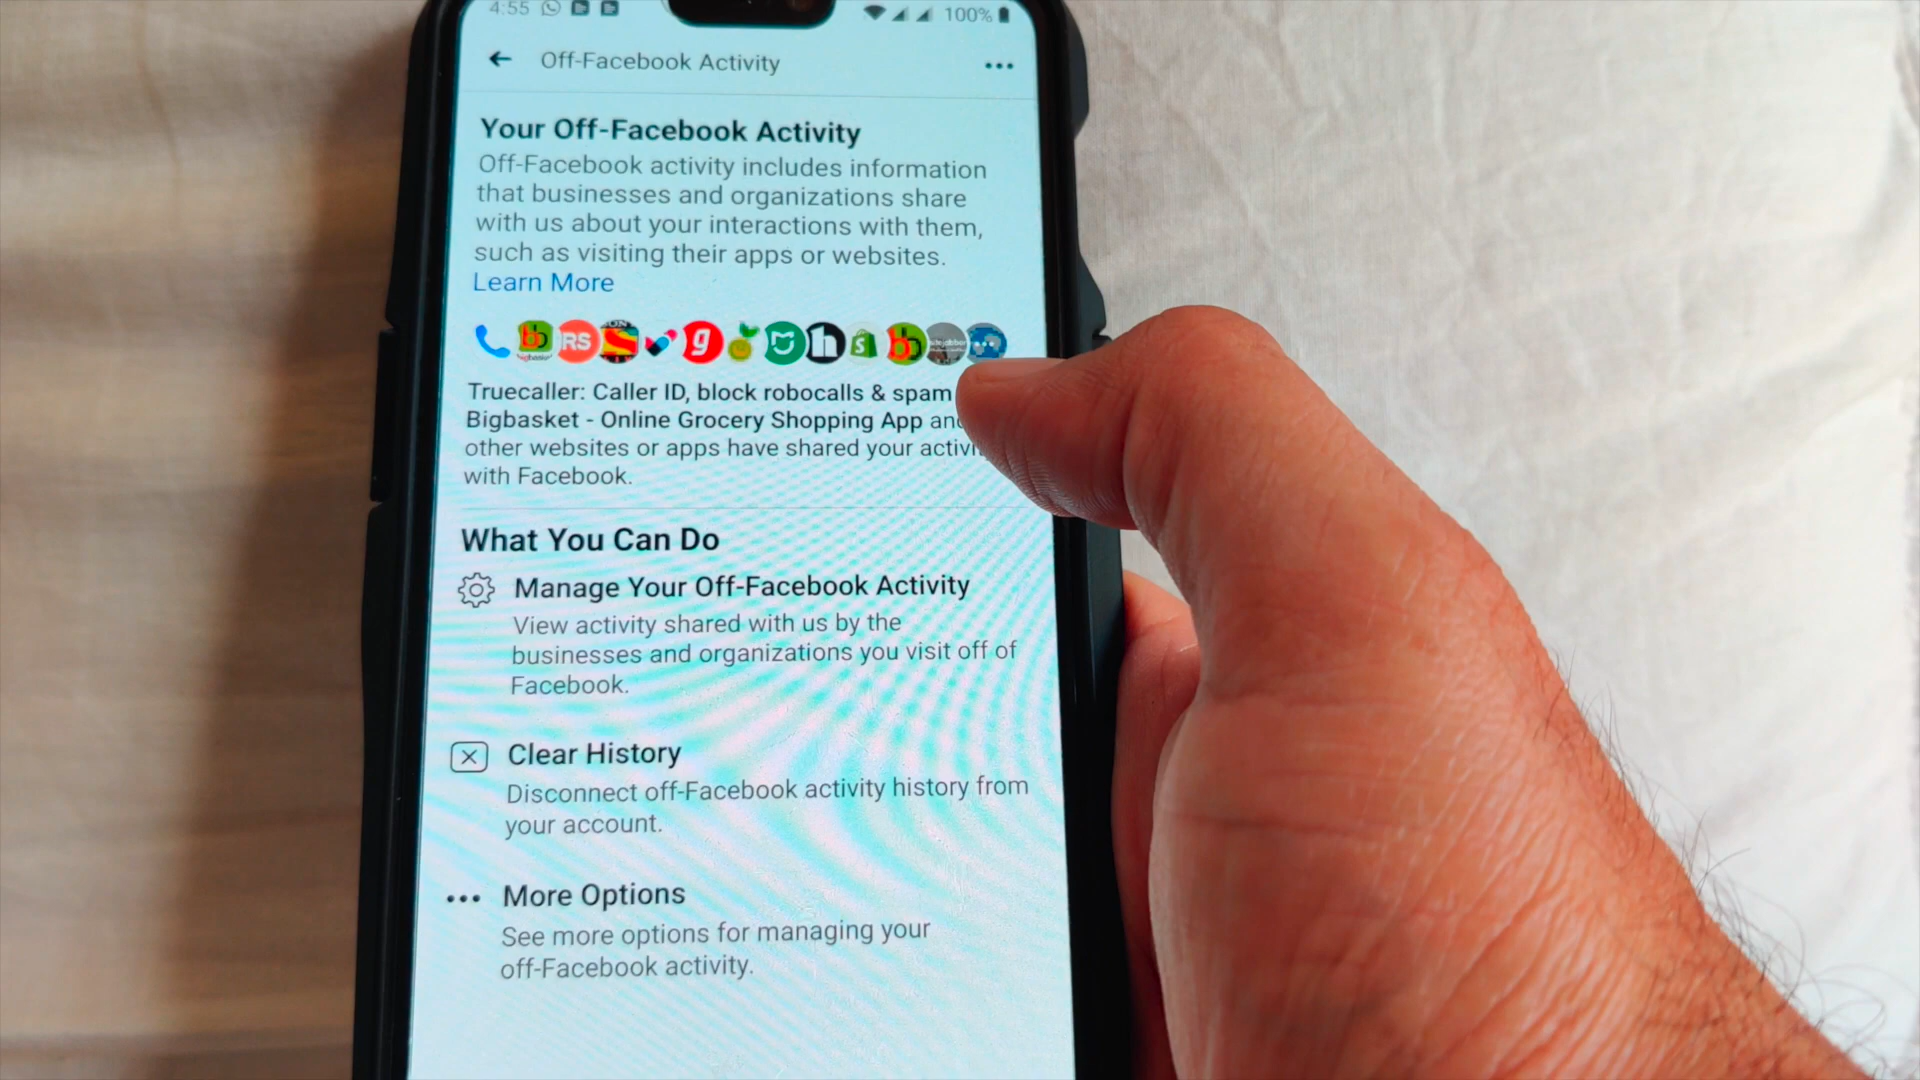 4:55 100%
Off-Facebook Activity
Your Off-Facebook Activity
Off-Facebook activity includes information
that businesses and organizations share
with us about your interactions with them,
such as visiting their apps or websites.
Learn More
bigbasket RS SON g h S
Truecaller: Caller ID, block robocalls & spam
Bigbasket - Online Grocery Shopping App
other websites or apps have shared your
with Facebook.
What You Can Do
Manage Your Off-Facebook Activity
View activity shared with us by the
businesses and organizations you visit off of
Facebook.
Clear History
Disconnect off-Facebook activity history from
your account.
More Options
See more options for managing your
off-Facebook activity.